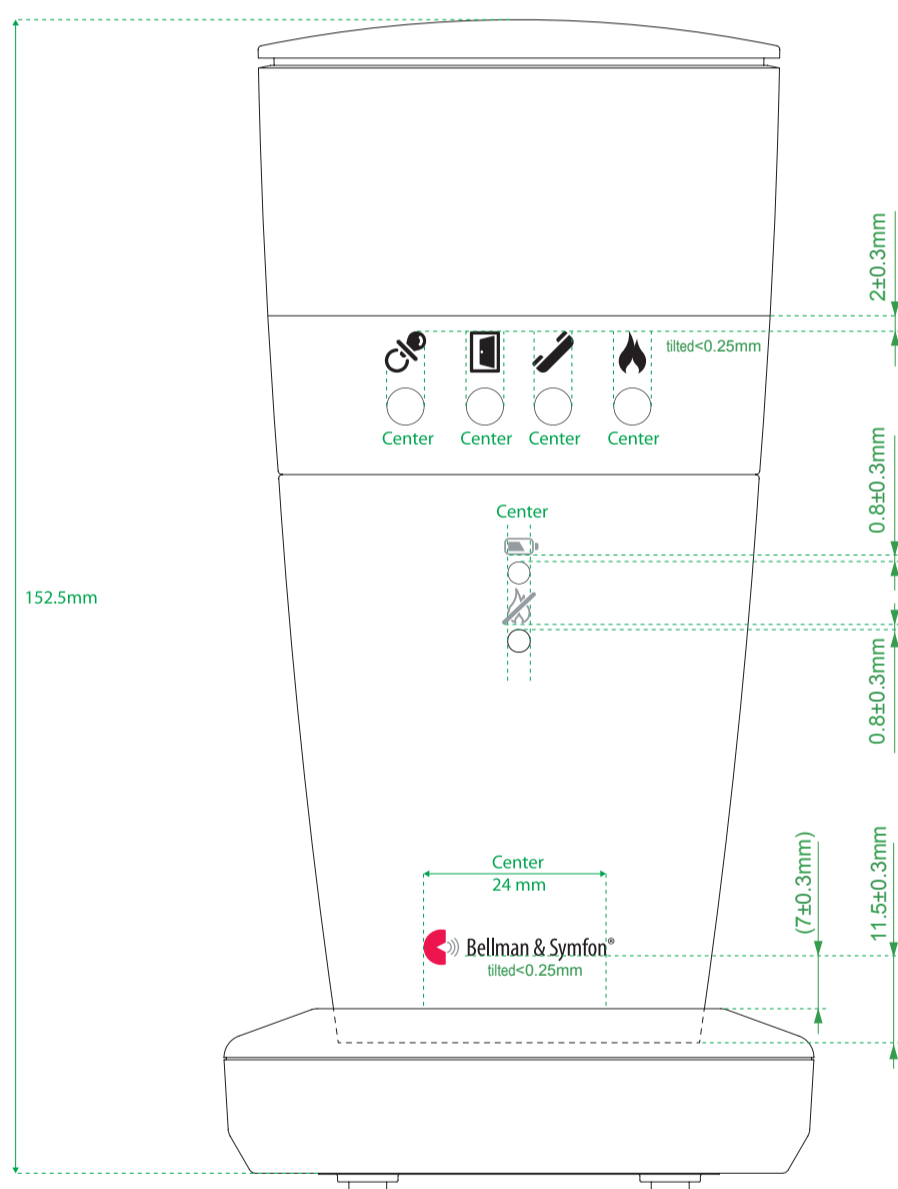 2±0.3mm
tilted<0.25mm
Center Center Center Center
0.8±0.3mm
Center
152.5mm
0.8±0.3mm
Center
24 mm
(7±0.3mm)
11.5±0.3mm
Bellman & Symfon®
tilted<0.25mm